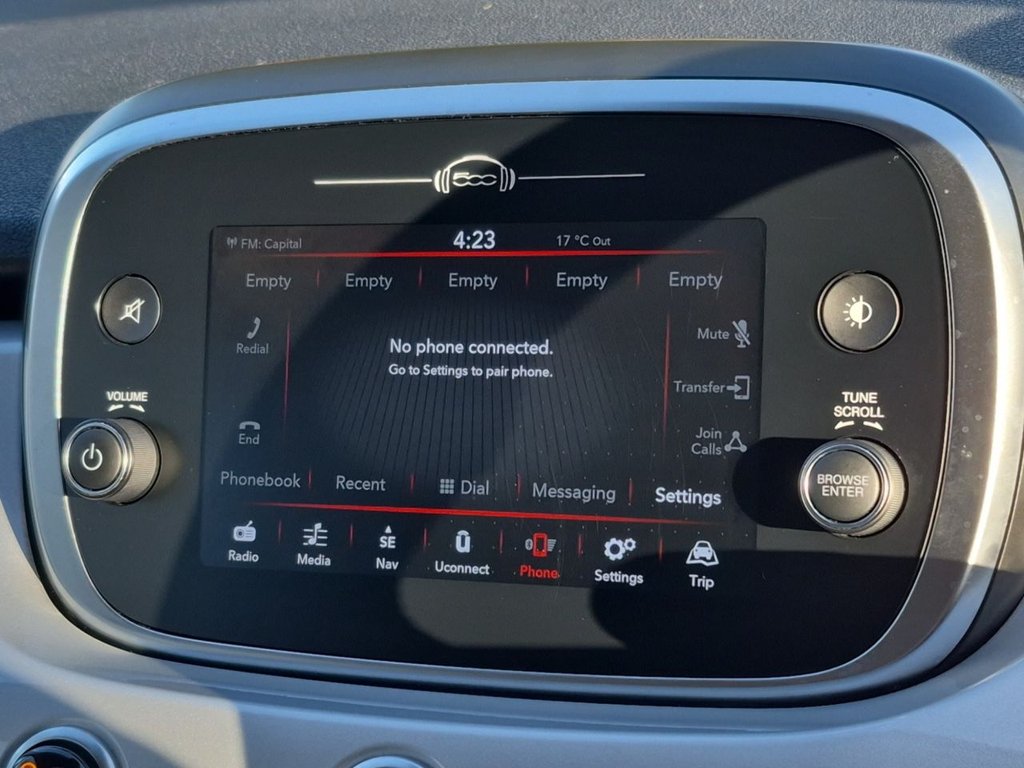 500
FM: Capital
4:23
17 °C Out
Empty
Empty
Empty
Empty
Empty
Redial
No phone connected.
Go to Settings to pair phone.
Mute
Transfer
Join
Calls
End
Phonebook
Recent
Dial
Messaging
Settings
Radio
Media
SE
Nav
Uconnect
Phone
Settings
Trip
VOLUME
TUNE
SCROLL
BROWSE
ENTER